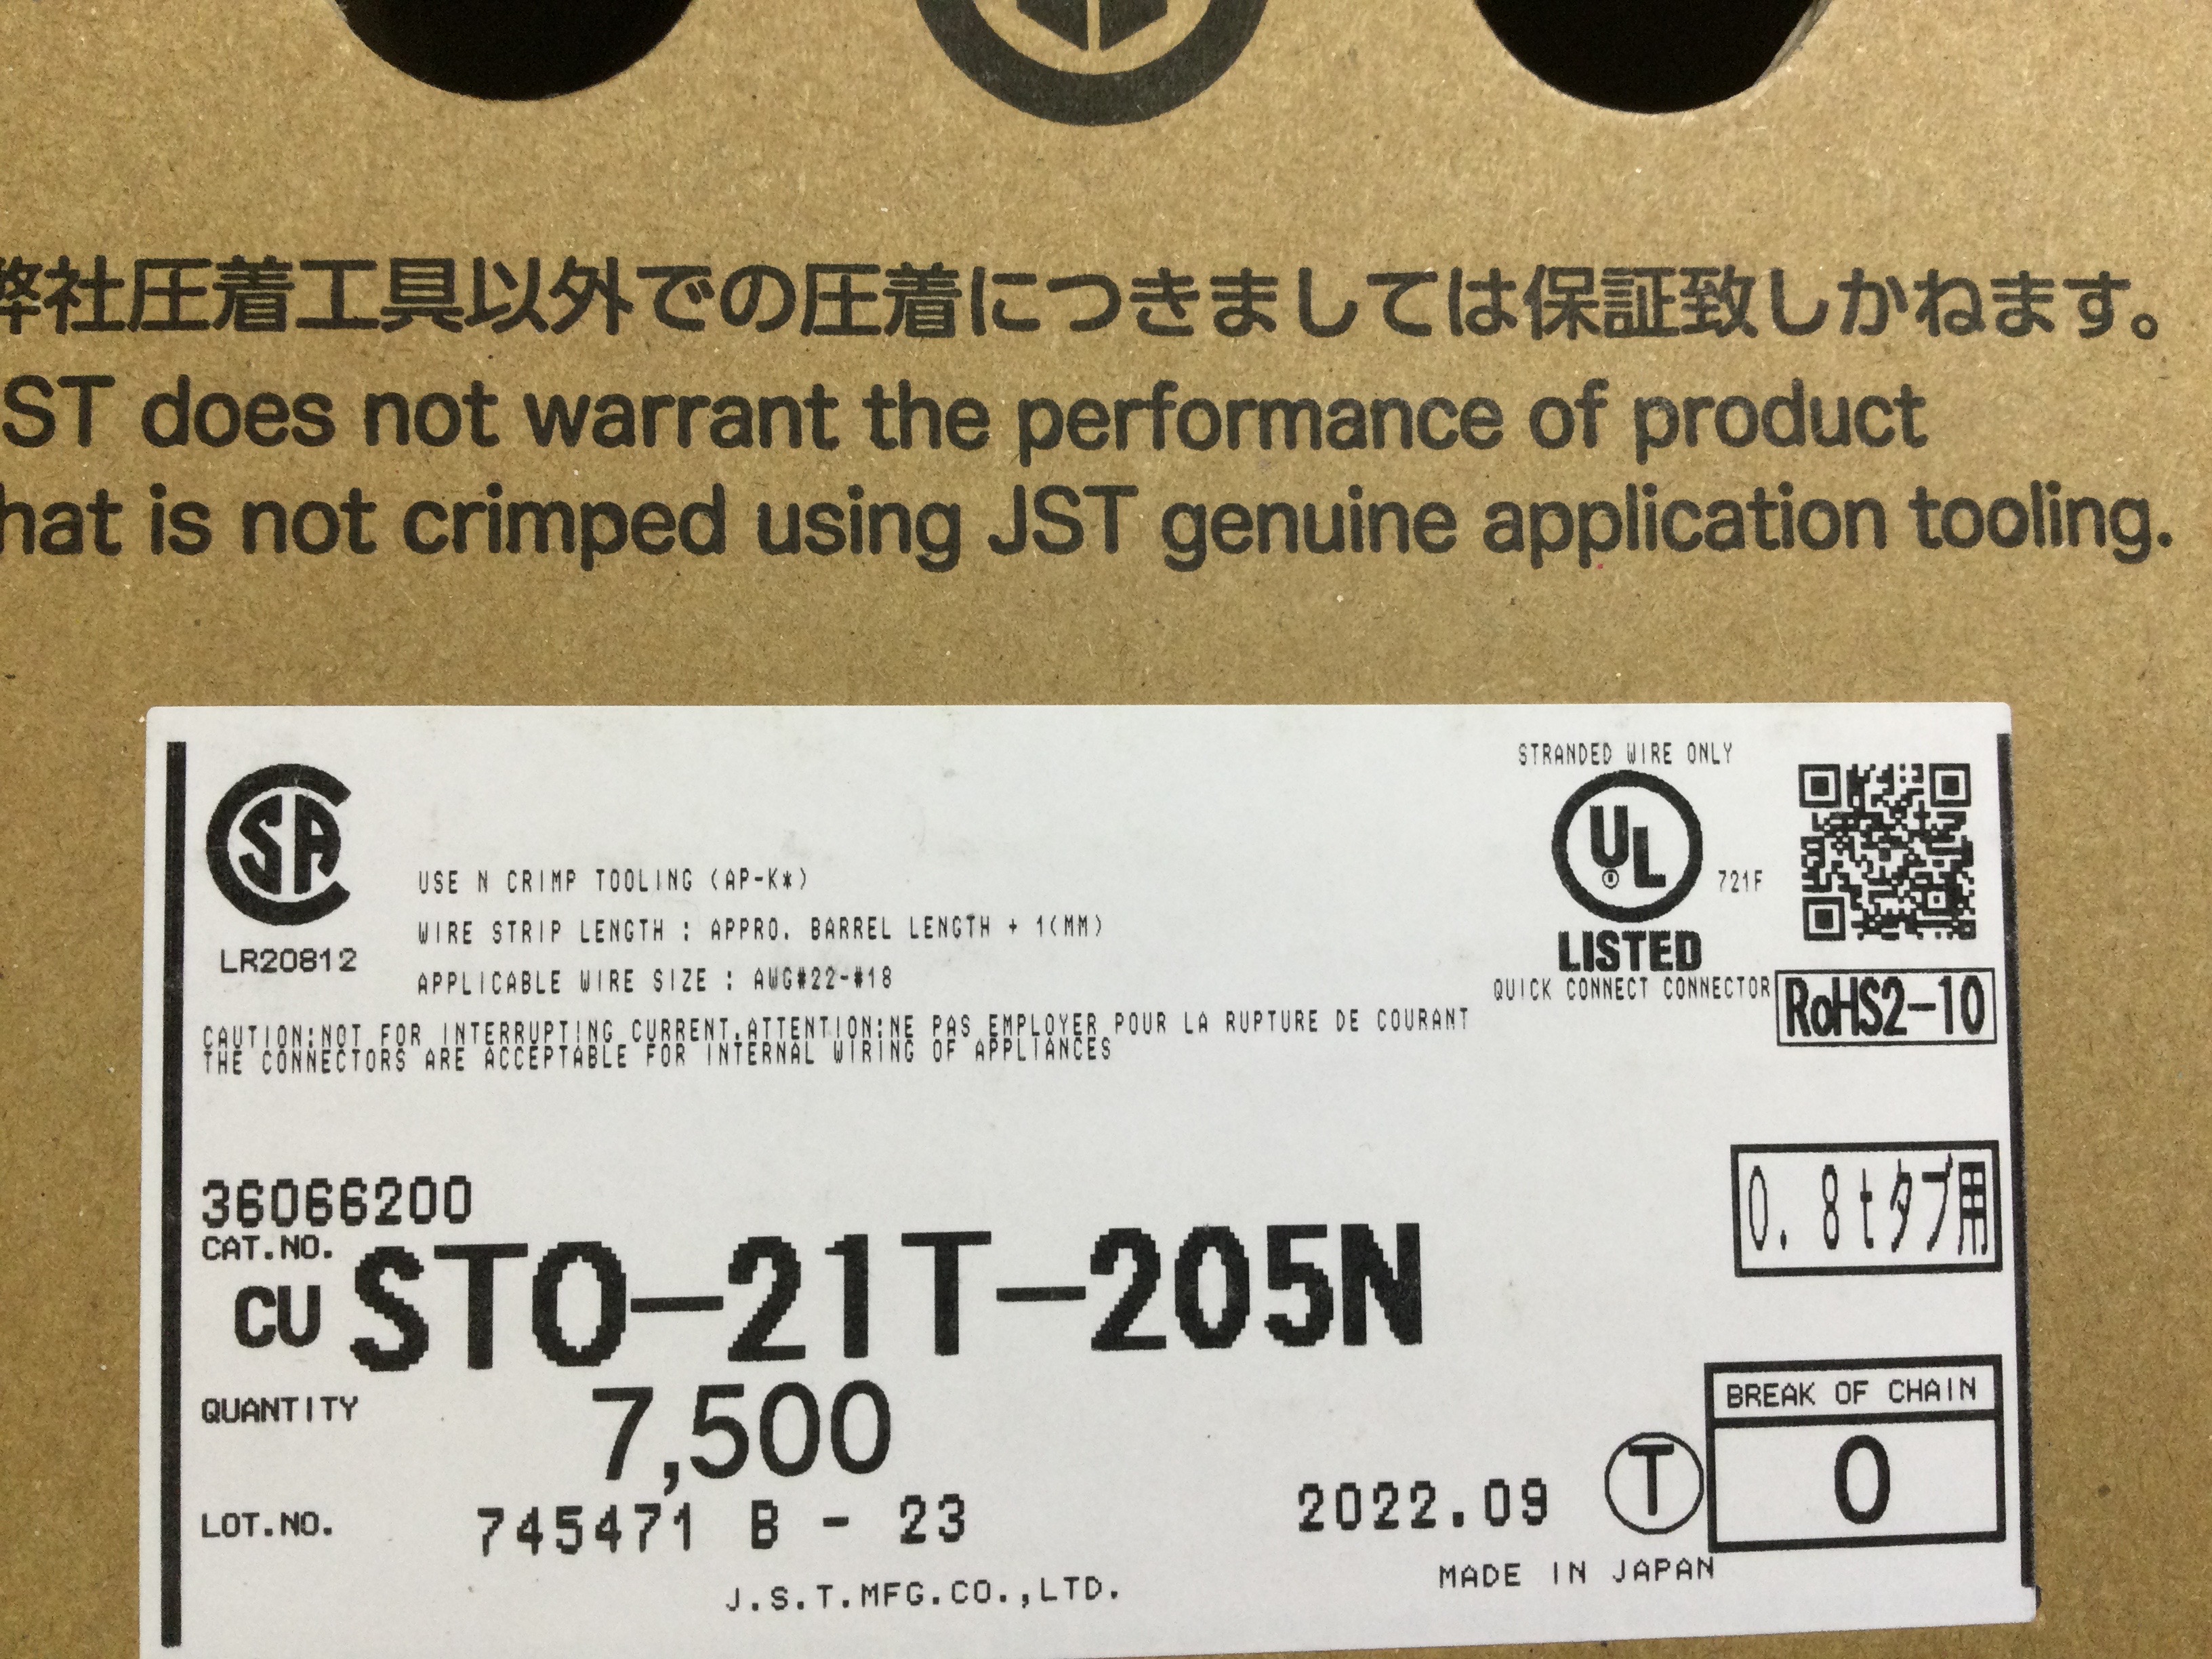 弊社圧着工具以外での圧着につきましては保証致しかねます。
ST does not warrant the performance of product
hat is not crimped using JST genuine application tooling.
STRANDED WIRE ONLY
SA
UL
721F
USE N CRIMP TOOLING (AP-K*)
WIRE STRIP LENGTH : APPRO. BARREL LENGTH + 1(MM)
LR20812
LISTED
APPLICABLE WIRE SIZE : AWG#22-#18
QUICK CONNECT CONNECTOR
RoHS2-10
CAUTION:NOT FOR INTERRUPTING CURRENT.ATTENTION:NE PAS EMPLOYER POUR LA RUPTURE DE COURANT
THE CONNECTORS ARE ACCEPTABLE FOR INTERNAL WIRING OF APPLIANCES
36066200
0.8tタブ用
CAT.NO.
CU STO-21T-205N
BREAK OF CHAIN
0
QUANTITY 7,500
LOT.NO. 745471 B - 23
2022.09 T
MADE IN JAPAN
J.S.T.MFG.CO.,LTD.